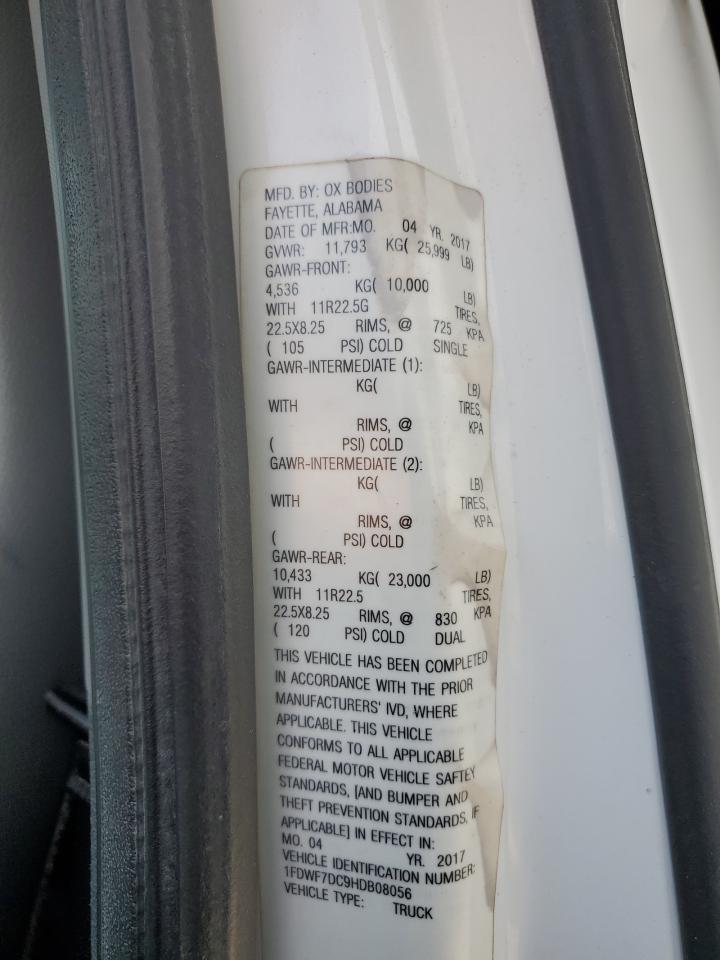 MFD. BY: OX BODIES
FAYETTE, ALABAMA
DATE OF MFR:MO. 04 YR. 2017
GVWR: 11,793 KG( 25,999 LB)
GAWR-FRONT:
4,536 KG( 10,000 LB)
WITH 11R22.5G TIRES,
22.5X8.25 RIMS, @ 725 KPA
( 105 PSI) COLD SINGLE
GAWR-INTERMEDIATE (1):
KG( LB)
WITH TIRES,
RIMS, @ KPA
( PSI) COLD
GAWR-INTERMEDIATE (2):
KG( LB)
WITH TIRES,
RIMS, @ KPA
( PSI) COLD
GAWR-REAR:
10,433 KG( 23,000 LB)
WITH 11R22.5 TIRES,
22.5X8.25 RIMS, @ 830 KPA
( 120 PSI) COLD DUAL
THIS VEHICLE HAS BEEN COMPLETED
IN ACCORDANCE WITH THE PRIOR
MANUFACTURERS' IVD, WHERE
APPLICABLE. THIS VEHICLE
CONFORMS TO ALL APPLICABLE
FEDERAL MOTOR VEHICLE SAFTEY
STANDARDS, [AND BUMPER AND
THEFT PREVENTION STANDARDS, IF
APPLICABLE] IN EFFECT IN:
MO. 04 YR. 2017
VEHICLE IDENTIFICATION NUMBER:
1FDWF7DC9HDB08056
VEHICLE TYPE: TRUCK